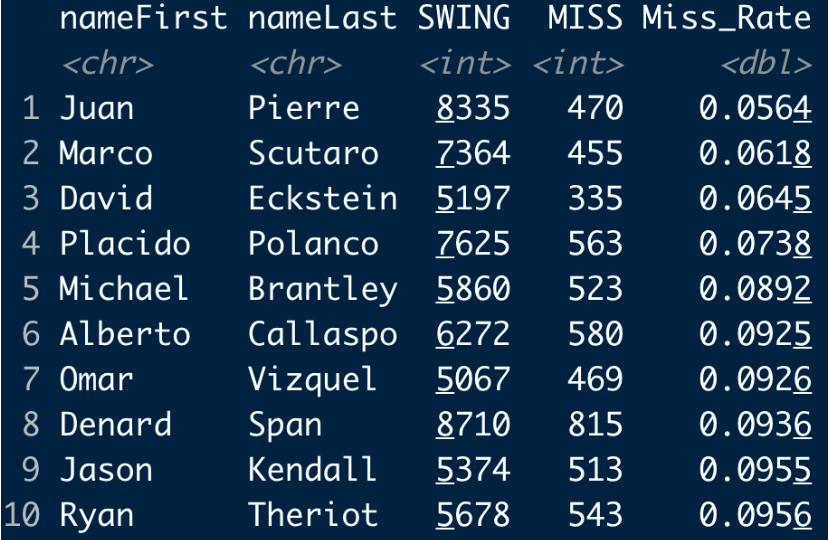 nameFirst nameLast SWING MISS Miss_Rate
<chr> <chr> <int> <int> <dbl>
1 Juan Pierre 8335 470 0.0564
2 Marco Scutaro 7364 455 0.0618
3 David Eckstein 5197 335 0.0645
4 Placido Polanco 7625 563 0.0738
5 Michael Brantley 5860 523 0.0892
6 Alberto Callaspo 6272 580 0.0925
7 Omar Vizquel 5067 469 0.0926
8 Denard Span 8710 815 0.0936
9 Jason Kendall 5374 513 0.0955
10 Ryan Theriot 5678 543 0.0956